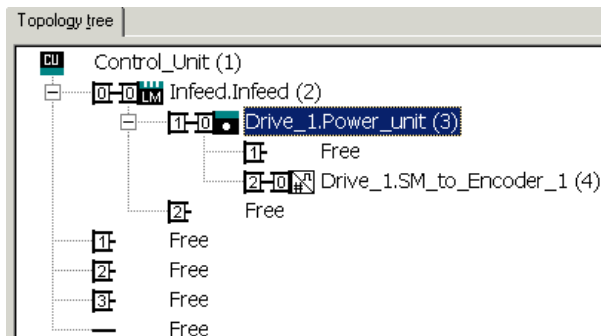 Topology tree
CU Control_Unit (1)
0 0 LM Infeed.Infeed (2)
1 0 Drive_1.Power_unit (3)
1 Free
2 0 # Drive_1.SM_to_Encoder_1 (4)
2 Free
1 Free
2 Free
3 Free
Free